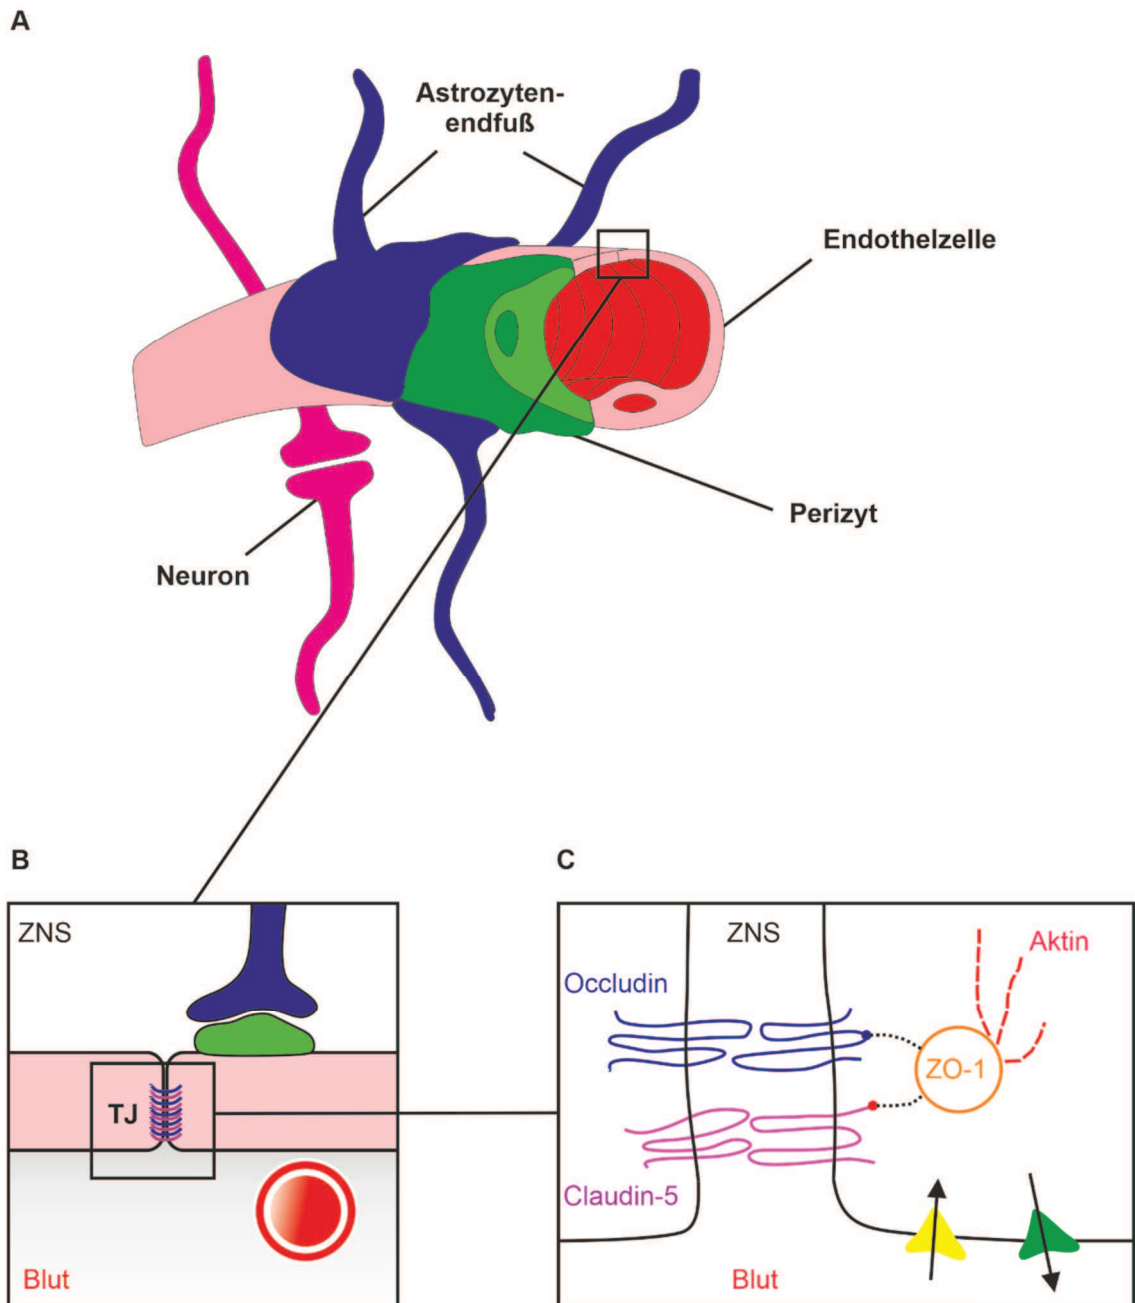 A
Astrozyten-
endfuß
Endothelzelle
Perizyt
Neuron
B
ZNS
TJ
Blut
C
ZNS
Aktin
Occludin
ZO-1
Claudin-5
Blut